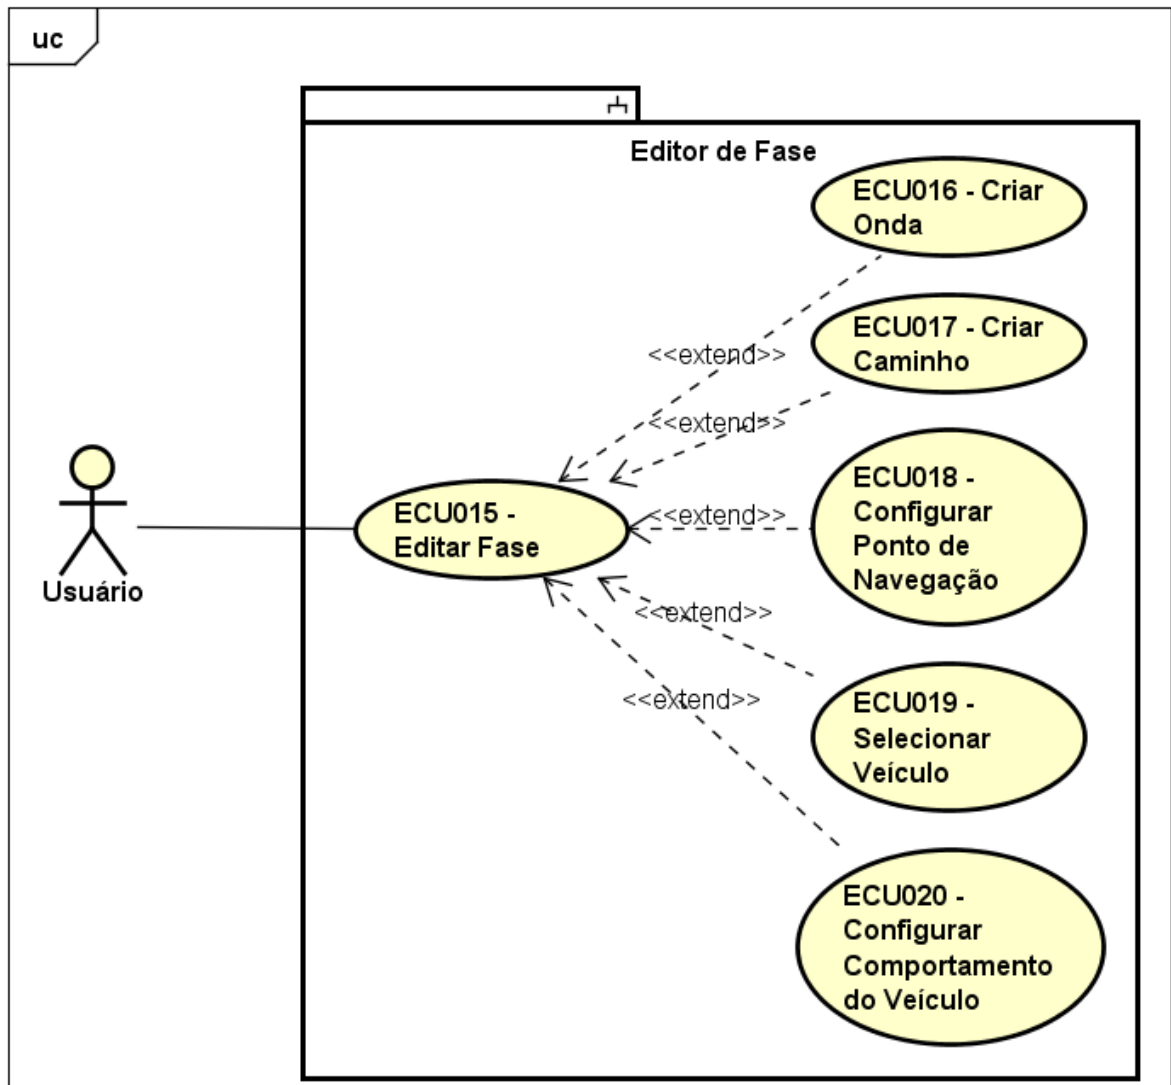 uc
Editor de Fase
ECU016 - Criar
Onda
ECU017 - Criar
Caminho
<<extend>>
<<extend>>
ECU018 -
Configurar
Ponto de
Navegação
<<extend>>
ECU015 -
Editar Fase
Usuário
<<extend>>
ECU019 -
Selecionar
Veículo
<<extend>>
ECU020 -
Configurar
Comportamento
do Veículo